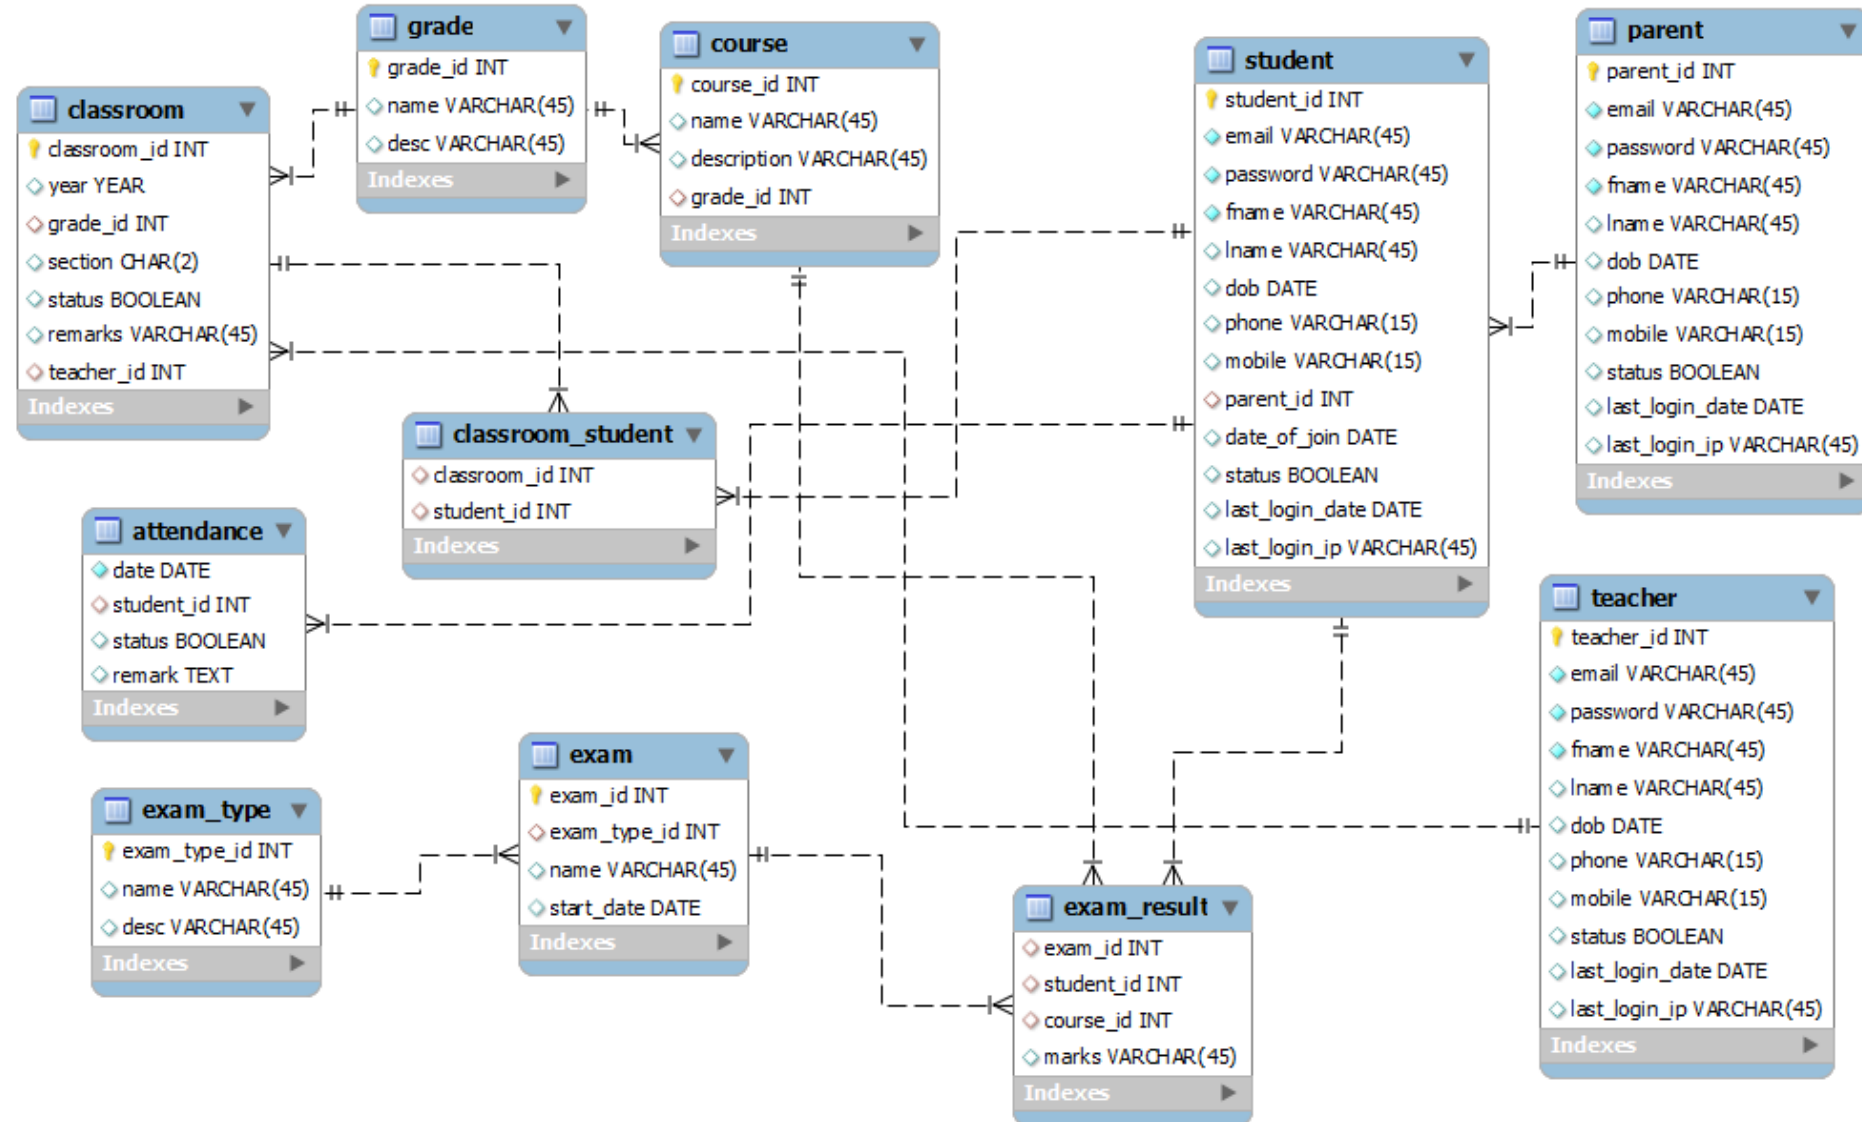 grade
grade_id INT
name VARCHAR(45)
desc VARCHAR(45)
Indexes
course
course_id INT
name VARCHAR(45)
description VARCHAR(45)
grade_id INT
Indexes
student
student_id INT
email VARCHAR(45)
password VARCHAR(45)
fname VARCHAR(45)
lname VARCHAR(45)
dob DATE
phone VARCHAR(15)
mobile VARCHAR(15)
parent_id INT
date_of_join DATE
status BOOLEAN
last_login_date DATE
last_login_ip VARCHAR(45)
Indexes
parent
parent_id INT
email VARCHAR(45)
password VARCHAR(45)
fname VARCHAR(45)
lname VARCHAR(45)
dob DATE
phone VARCHAR(15)
mobile VARCHAR(15)
status BOOLEAN
last_login_date DATE
last_login_ip VARCHAR(45)
Indexes
classroom
classroom_id INT
year YEAR
grade_id INT
section CHAR(2)
status BOOLEAN
remarks VARCHAR(45)
teacher_id INT
Indexes
classroom_student
classroom_id INT
student_id INT
Indexes
attendance
date DATE
student_id INT
status BOOLEAN
remark TEXT
Indexes
teacher
teacher_id INT
email VARCHAR(45)
password VARCHAR(45)
fname VARCHAR(45)
lname VARCHAR(45)
dob DATE
phone VARCHAR(15)
mobile VARCHAR(15)
status BOOLEAN
last_login_date DATE
last_login_ip VARCHAR(45)
Indexes
exam_type
exam_type_id INT
name VARCHAR(45)
desc VARCHAR(45)
Indexes
exam
exam_id INT
exam_type_id INT
name VARCHAR(45)
start_date DATE
Indexes
exam_result
exam_id INT
student_id INT
course_id INT
marks VARCHAR(45)
Indexes